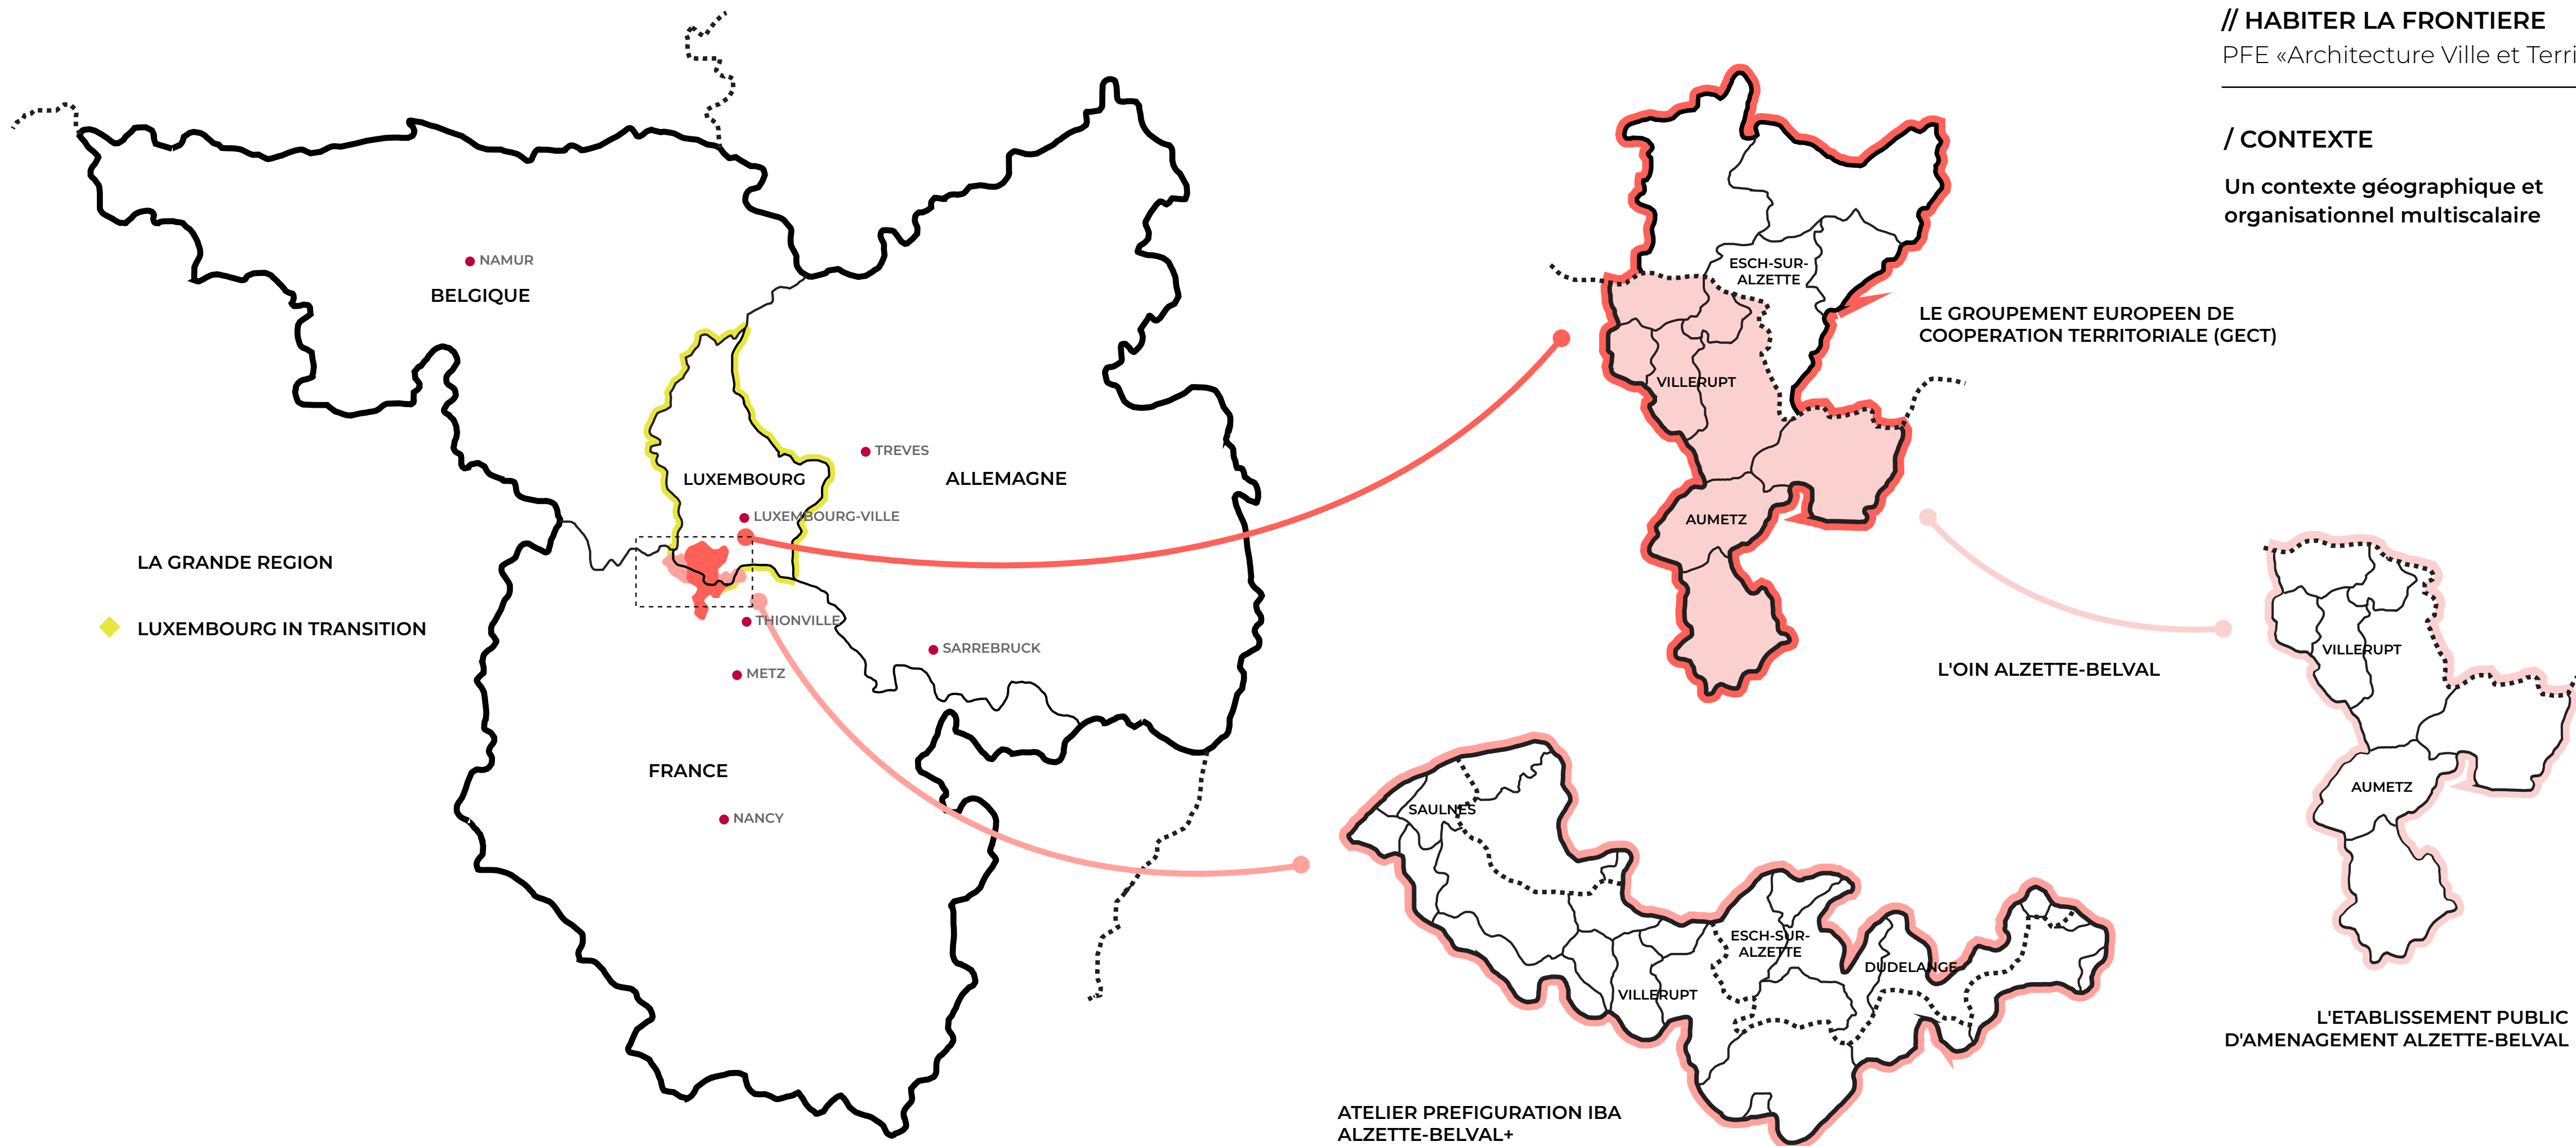 // HABITER LA FRONTIERE
PFE «Architecture Ville et Terri
/ CONTEXTE
Un contexte géographique et
organisationnel multiscalaire
NAMUR
BELGIQUE
TREVES
LUXEMBOURG
ALLEMAGNE
LUXEMBOURG-VILLE
LA GRANDE REGION
LUXEMBOURG IN TRANSITION
THIONVILLE
SARREBRUCK
METZ
FRANCE
NANCY
ESCH-SUR-
ALZETTE
VILLERUPT
AUMETZ
LE GROUPEMENT EUROPEEN DE
COOPERATION TERRITORIALE (GECT)
L'OIN ALZETTE-BELVAL
VILLERUPT
AUMETZ
L'ETABLISSEMENT PUBLIC
D'AMENAGEMENT ALZETTE-BELVAL
SAULNES
ESCH-SUR-
ALZETTE
DUDELANGE
VILLERUPT
ATELIER PREFIGURATION IBA
ALZETTE-BELVAL+